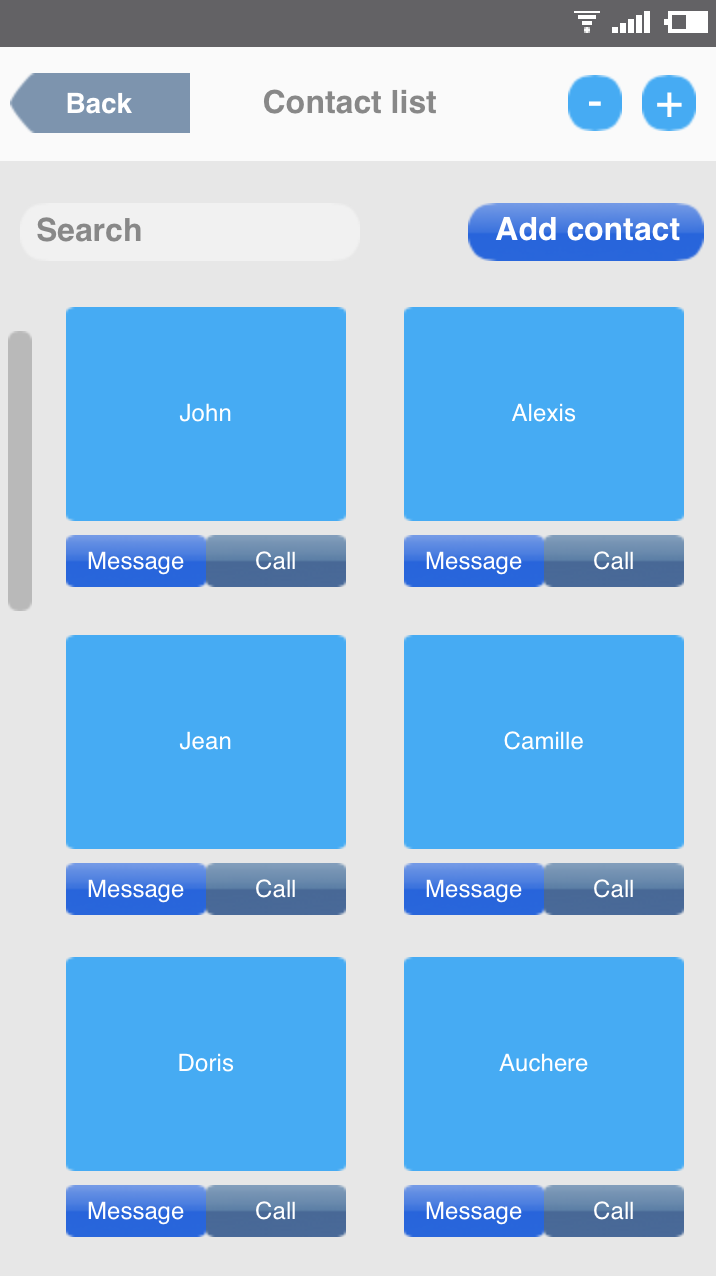 Back
Contact list
- +
Search
Add contact
John
Alexis
Message Call
Message Call
Jean
Camille
Message Call
Message Call
Doris
Auchere
Message Call
Message Call